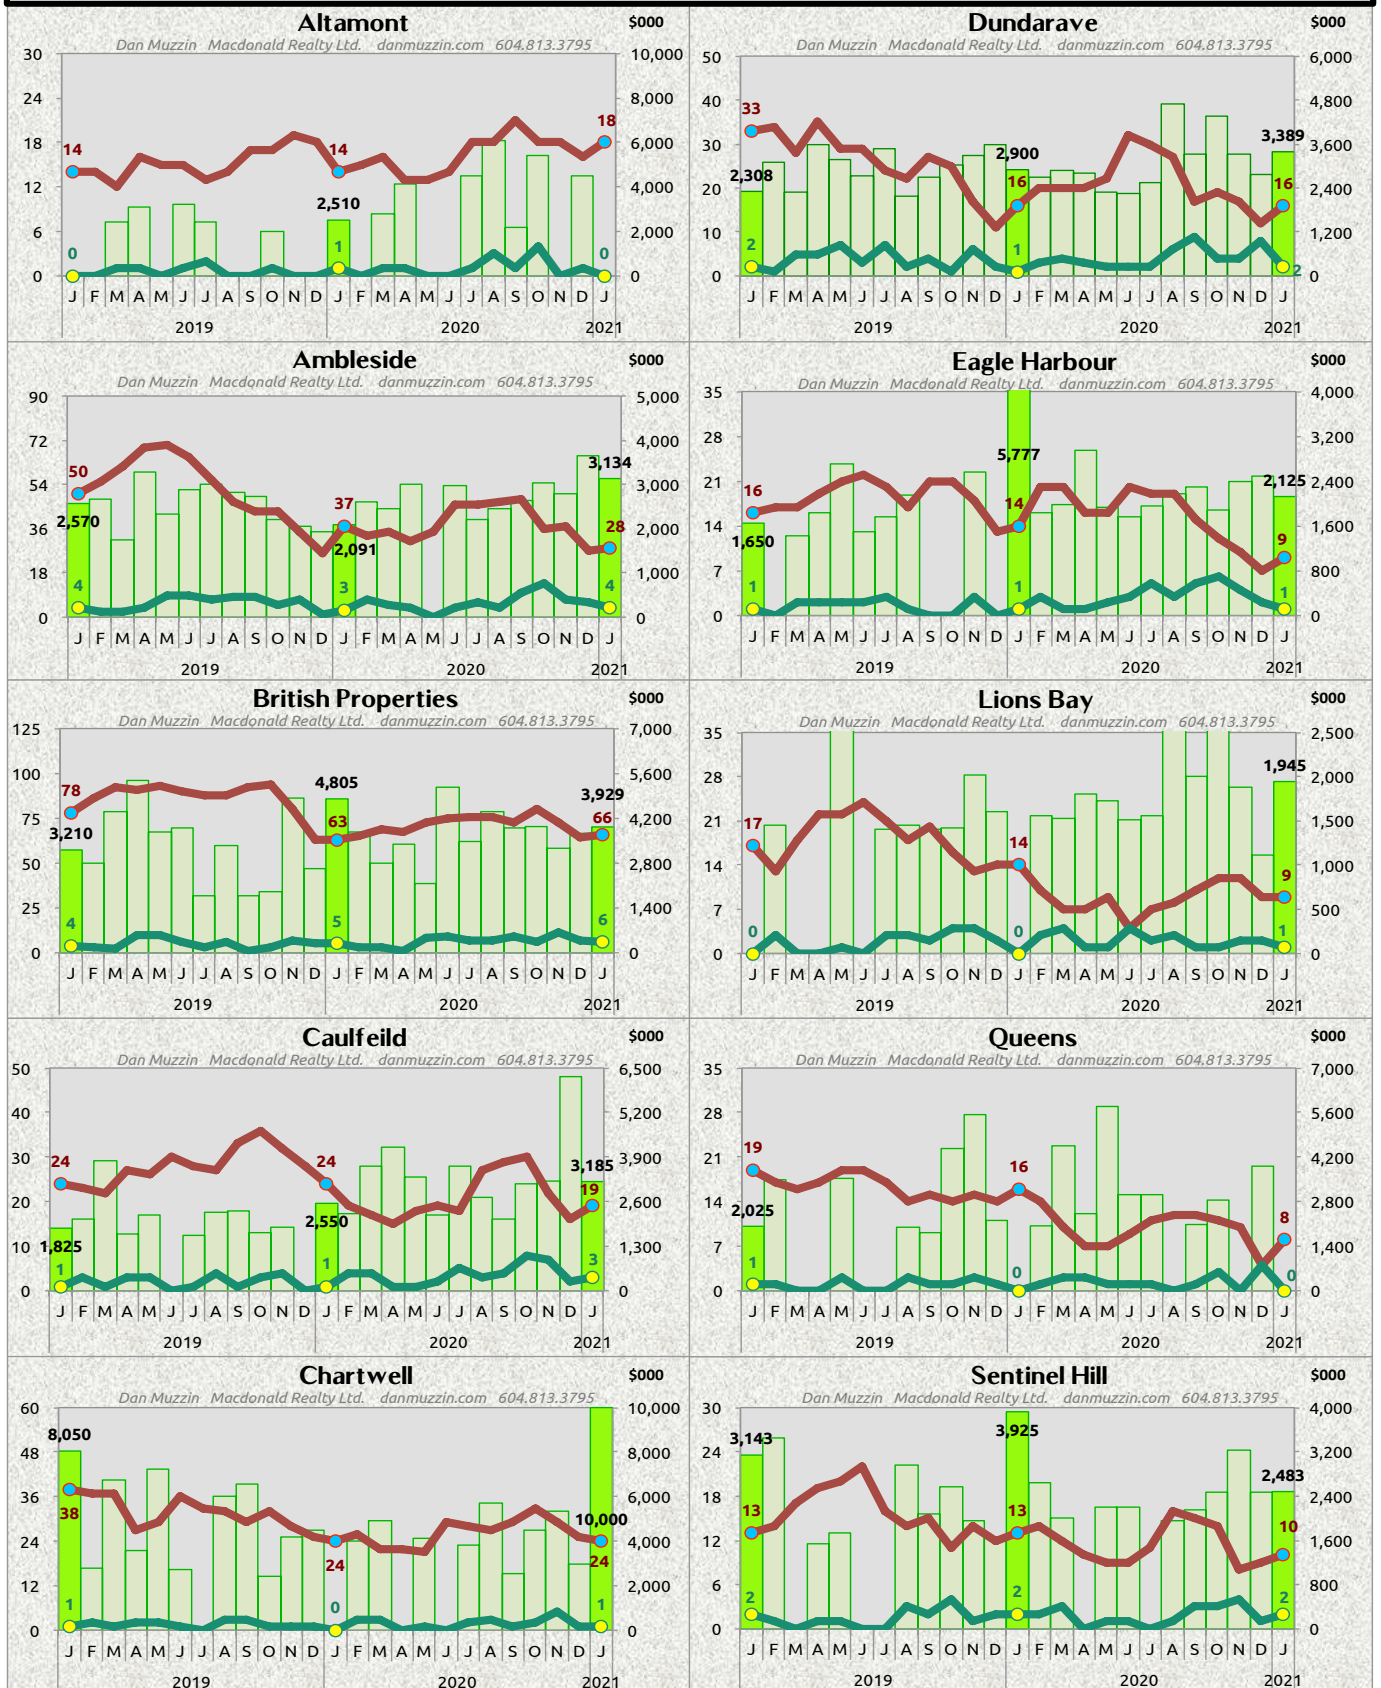 Altamont
$000
Dan Muzzin Macdonald Realty Ltd. danmuzzin.com 604.813.3795
30 24 18 12 6 0
10,000 8,000 6,000 4,000 2,000 0
14 14 18
2,510
0 1 0
J F M A M J J A S O N D J F M A M J J A S O N D J
2019 2020 2021
Dundarave
$000
Dan Muzzin Macdonald Realty Ltd. danmuzzin.com 604.813.3795
50 40 30 20 10 0
6,000 4,800 3,600 2,400 1,200 0
33 16 16
2,308 2,900 3,389
2 1 2
J F M A M J J A S O N D J F M A M J J A S O N D J
2019 2020 2021
Ambleside
$000
Dan Muzzin Macdonald Realty Ltd. danmuzzin.com 604.813.3795
90 72 54 36 18 0
5,000 4,000 3,000 2,000 1,000 0
50 37 28
2,570 2,091 3,134
4 3 4
J F M A M J J A S O N D J F M A M J J A S O N D J
2019 2020 2021
Eagle Harbour
$000
Dan Muzzin Macdonald Realty Ltd. danmuzzin.com 604.813.3795
35 28 21 14 7 0
4,000 3,200 2,400 1,600 800 0
16 14 9
1,650 5,777 2,125
1 1 1
J F M A M J J A S O N D J F M A M J J A S O N D J
2019 2020 2021
British Properties
$000
Dan Muzzin Macdonald Realty Ltd. danmuzzin.com 604.813.3795
125 100 75 50 25 0
7,000 5,600 4,200 2,800 1,400 0
78 63 66
3,210 4,805 3,929
4 5 6
J F M A M J J A S O N D J F M A M J J A S O N D J
2019 2020 2021
Lions Bay
$000
Dan Muzzin Macdonald Realty Ltd. danmuzzin.com 604.813.3795
35 28 21 14 7 0
2,500 2,000 1,500 1,000 500 0
17 14 9
1,945
0 0 1
J F M A M J J A S O N D J F M A M J J A S O N D J
2019 2020 2021
Caulfeild
$000
Dan Muzzin Macdonald Realty Ltd. danmuzzin.com 604.813.3795
50 40 30 20 10 0
6,500 5,200 3,900 2,600 1,300 0
24 24 19
1,825 2,550 3,185
1 1 3
J F M A M J J A S O N D J F M A M J J A S O N D J
2019 2020 2021
Queens
$000
Dan Muzzin Macdonald Realty Ltd. danmuzzin.com 604.813.3795
35 28 21 14 7 0
7,000 5,600 4,200 2,800 1,400 0
19 16 8
2,025
1 0 0
J F M A M J J A S O N D J F M A M J J A S O N D J
2019 2020 2021
Chartwell
$000
Dan Muzzin Macdonald Realty Ltd. danmuzzin.com 604.813.3795
60 48 36 24 12 0
10,000 8,000 6,000 4,000 2,000 0
38 24 24
8,050 10,000
1 0 1
J F M A M J J A S O N D J F M A M J J A S O N D J
2019 2020 2021
Sentinel Hill
$000
Dan Muzzin Macdonald Realty Ltd. danmuzzin.com 604.813.3795
30 24 18 12 6 0
4,000 3,200 2,400 1,600 800 0
13 13 10
3,143 3,925 2,483
2 2 2
J F M A M J J A S O N D J F M A M J J A S O N D J
2019 2020 2021